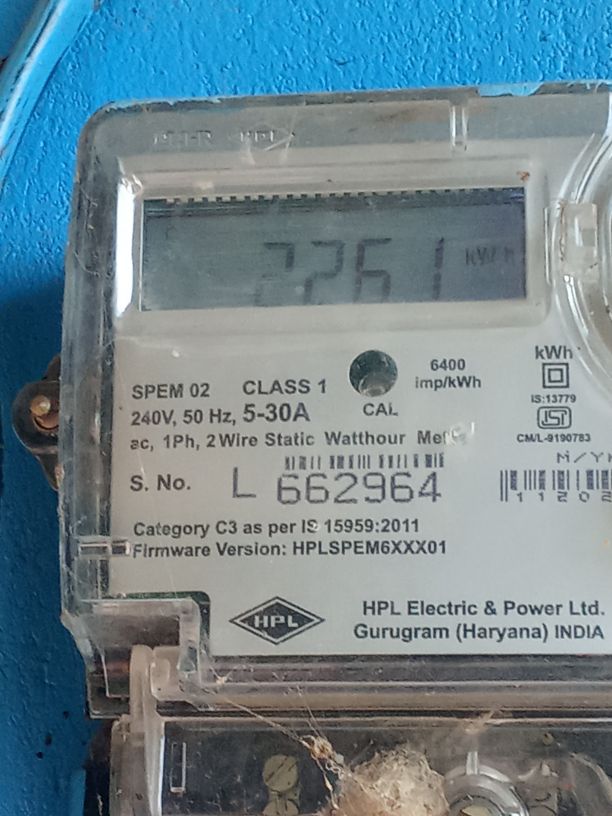 HPL
2261 kWh
6400
imp/kWh
kWh
SPEM 02 CLASS 1
CAL
IS:13779
240V, 50 Hz, 5-30A
ac, 1Ph, 2 Wire Static Watthour
CM/L-9190783
S. No. L 662964
Category C3 as per IS 15959:2011
Firmware Version: HPLSPEM6XXX01
HPL
HPL Electric & Power Ltd.
Gurugram (Haryana) INDIA